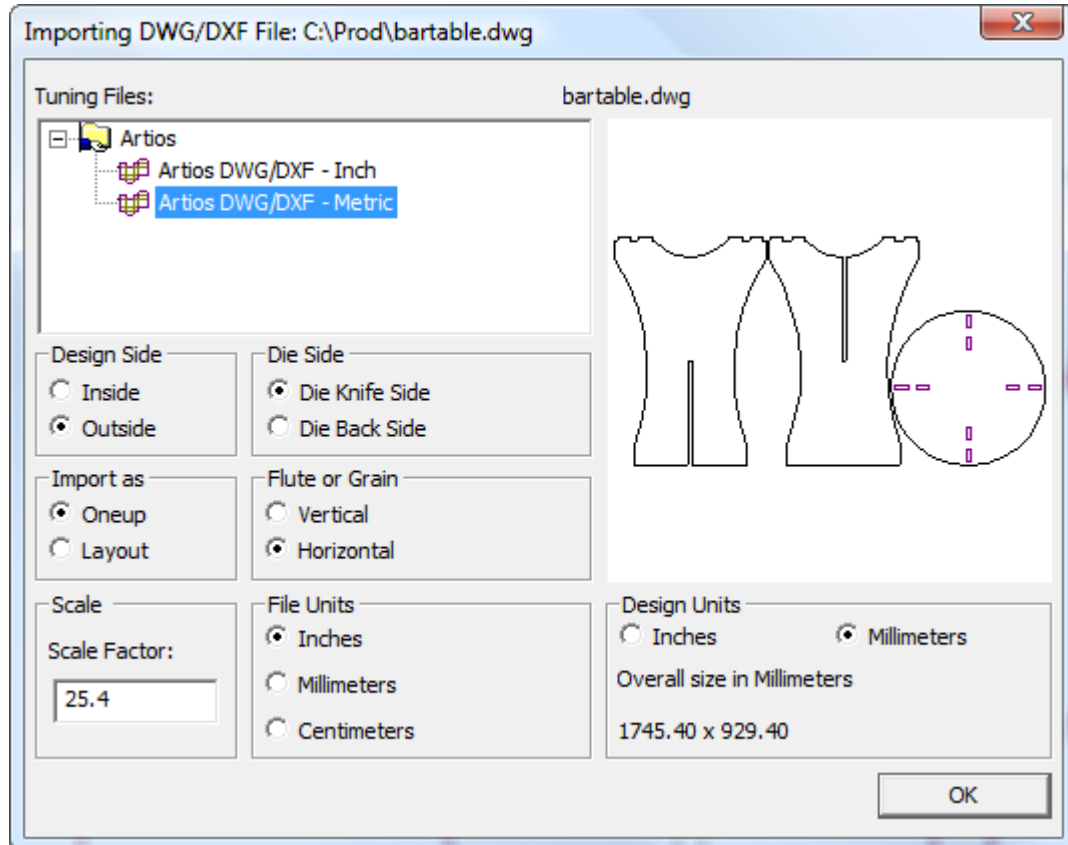 Importing DWG/DXF File: C:\Prod\bartable.dwg
Tuning Files:
bartable.dwg
Artios
Artios DWG/DXF - Inch
Artios DWG/DXF - Metric
Design Side
Inside
Outside
Die Side
Die Knife Side
Die Back Side
Import as
Oneup
Layout
Flute or Grain
Vertical
Horizontal
Scale
Scale Factor:
25.4
File Units
Inches
Millimeters
Centimeters
Design Units
Inches Millimeters
Overall size in Millimeters
1745.40 x 929.40
OK